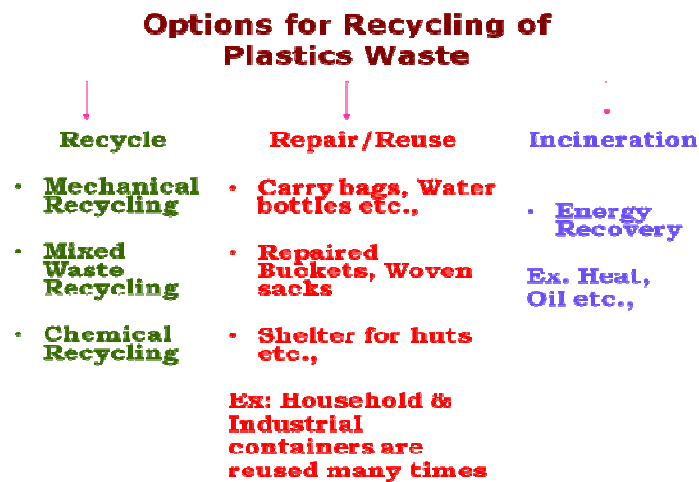 Options for Recycling of
Plastics Waste
Recycle
• Mechanical
Recycling
• Mixed
Waste
Recycling
• Chemical
Recycling
Repair/Reuse
• Carry bags, Water
bottles etc.,
• Repaired
Buckets, Woven
sacks
• Shelter for huts
etc.,
Ex: Household &
Industrial
containers are
reused many times
Incineration
• Energy
Recovery
Ex. Heat,
Oil etc.,